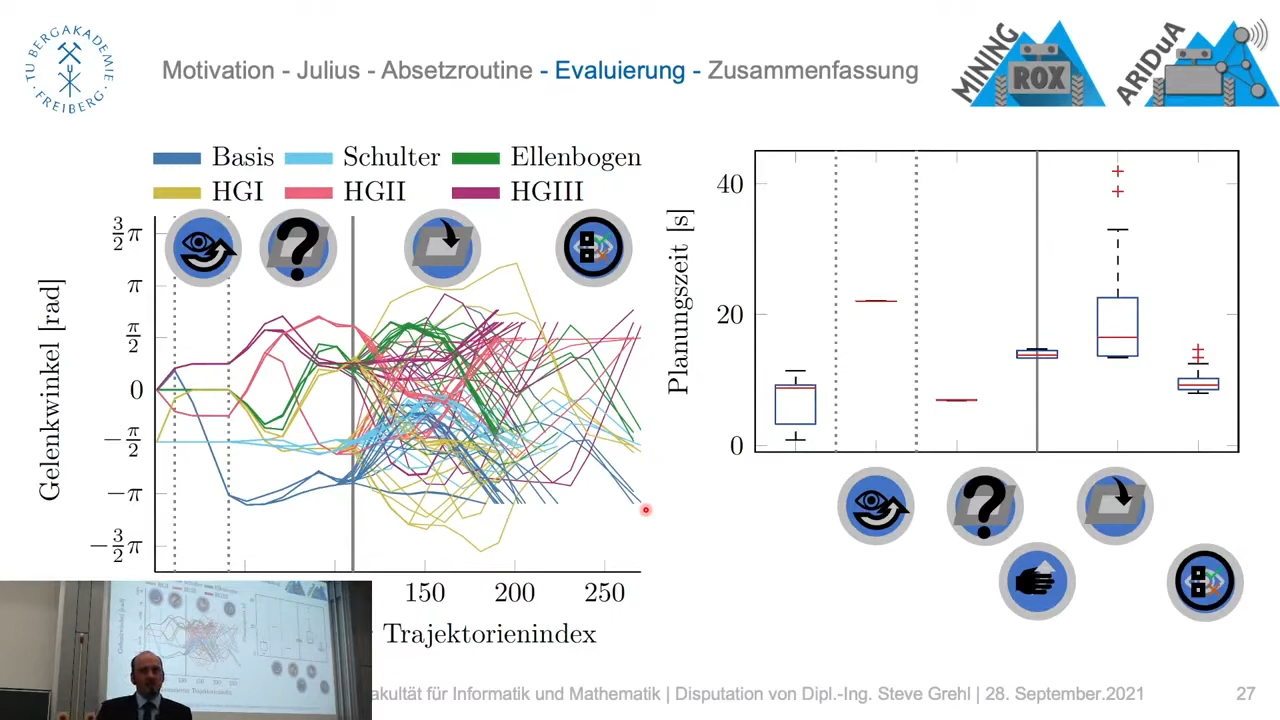 TU BERGAKADEMIE
FREIBERG
Motivation - Julius - Absetzroutine - Evaluierung - Zusammenfassung
MINING
ROX
ARIDuA
Basis Schulter Ellenbogen
HGI HGII HGIII
Gelenkwinkel [rad]
3/2 π
π
π/2
0
−π/2
−π
−3/2 π
150 200 250
Trajektorienindex
Planungszeit [s]
40
20
0
akultät für Informatik und Mathematik | Disputation von Dipl.-Ing. Steve Grehl | 28. September.2021 27